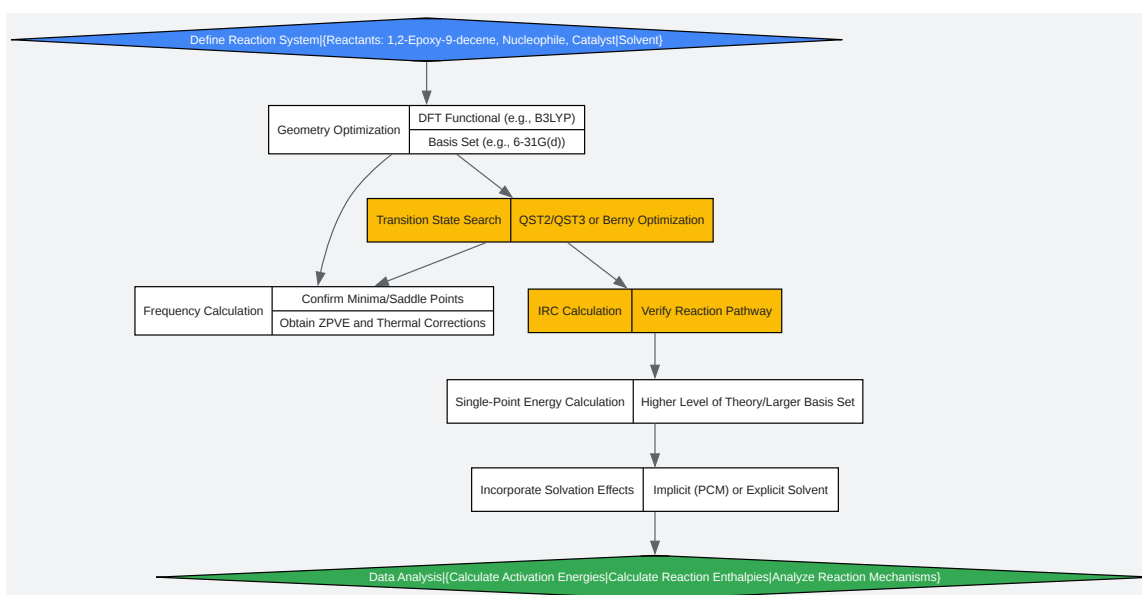 Define Reaction System|{Reactants: 1,2-Epoxy-9-decene, Nucleophile, Catalyst|Solvent}
Geometry Optimization
DFT Functional (e.g., B3LYP)
Basis Set (e.g., 6-31G(d))
Transition State Search
QST2/QST3 or Berny Optimization
Frequency Calculation
Confirm Minima/Saddle Points
Obtain ZPVE and Thermal Corrections
IRC Calculation
Verify Reaction Pathway
Single-Point Energy Calculation
Higher Level of Theory/Larger Basis Set
Incorporate Solvation Effects
Implicit (PCM) or Explicit Solvent
Data Analysis|{Calculate Activation Energies|Calculate Reaction Enthalpies|Analyze Reaction Mechanisms}